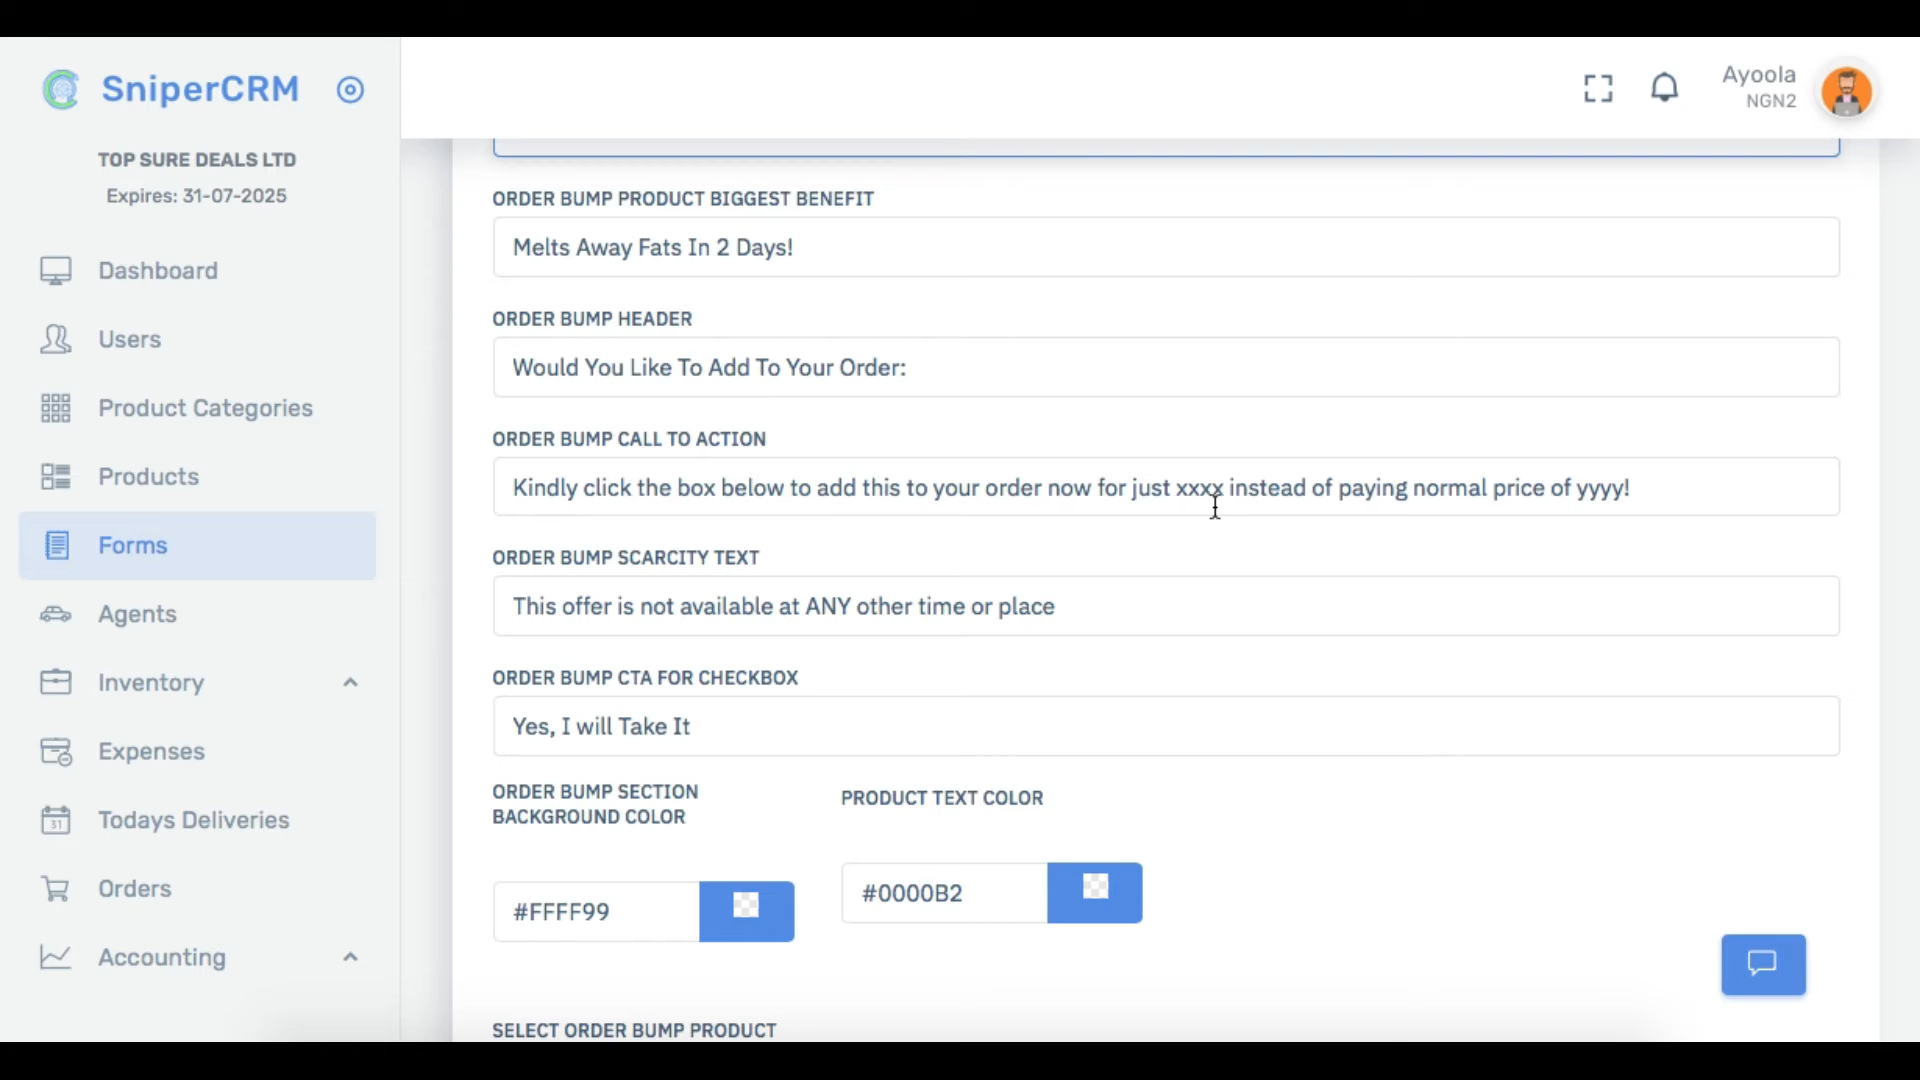 SniperCRM
Ayoola
NGN2
TOP SURE DEALS LTD
Expires: 31-07-2025
Dashboard
Users
Product Categories
Products
Forms
Agents
Inventory
Expenses
31
Todays Deliveries
Orders
Accounting
ORDER BUMP PRODUCT BIGGEST BENEFIT
Melts Away Fats In 2 Days!
ORDER BUMP HEADER
Would You Like To Add To Your Order:
ORDER BUMP CALL TO ACTION
Kindly click the box below to add this to your order now for just xxxx instead of paying normal price of yyyy!
ORDER BUMP SCARCITY TEXT
This offer is not available at ANY other time or place
ORDER BUMP CTA FOR CHECKBOX
Yes, I will Take It
ORDER BUMP SECTION
BACKGROUND COLOR
#FFFF99
PRODUCT TEXT COLOR
#0000B2
SELECT ORDER BUMP PRODUCT